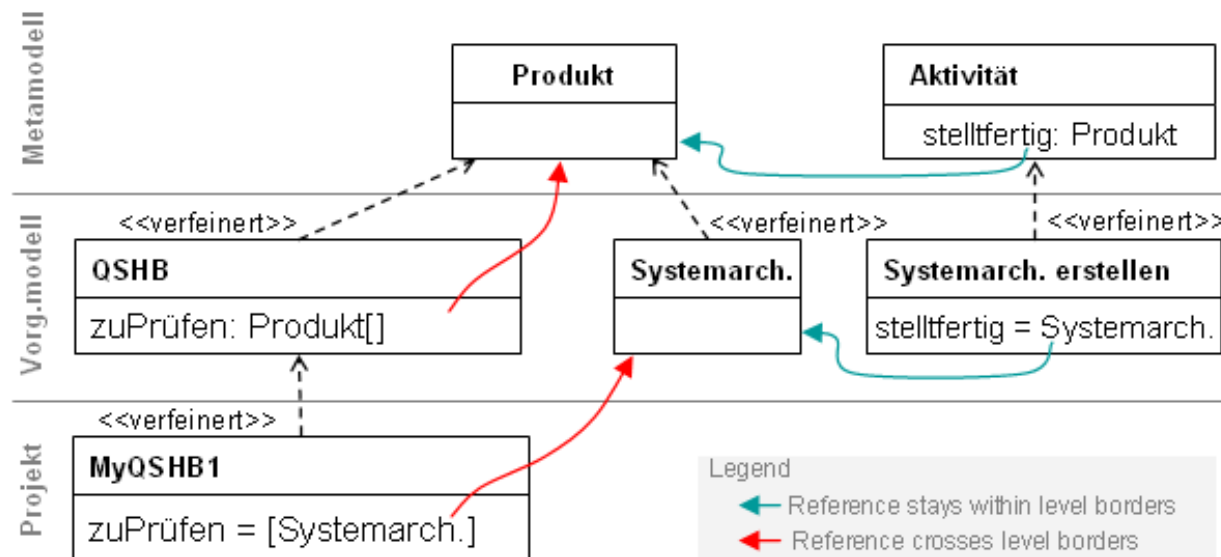 Metamodell
Produkt
Aktivität
stelltfertig: Produkt
Vorg.modell
<<verfeinert>>
<<verfeinert>>
<<verfeinert>>
QSHB
zuPrüfen: Produkt[]
Systemarch.
Systemarch. erstellen
stelltfertig = Systemarch.
Projekt
<<verfeinert>>
MyQSHB1
zuPrüfen = [Systemarch.]
Legend
Reference stays within level borders
Reference crosses level borders